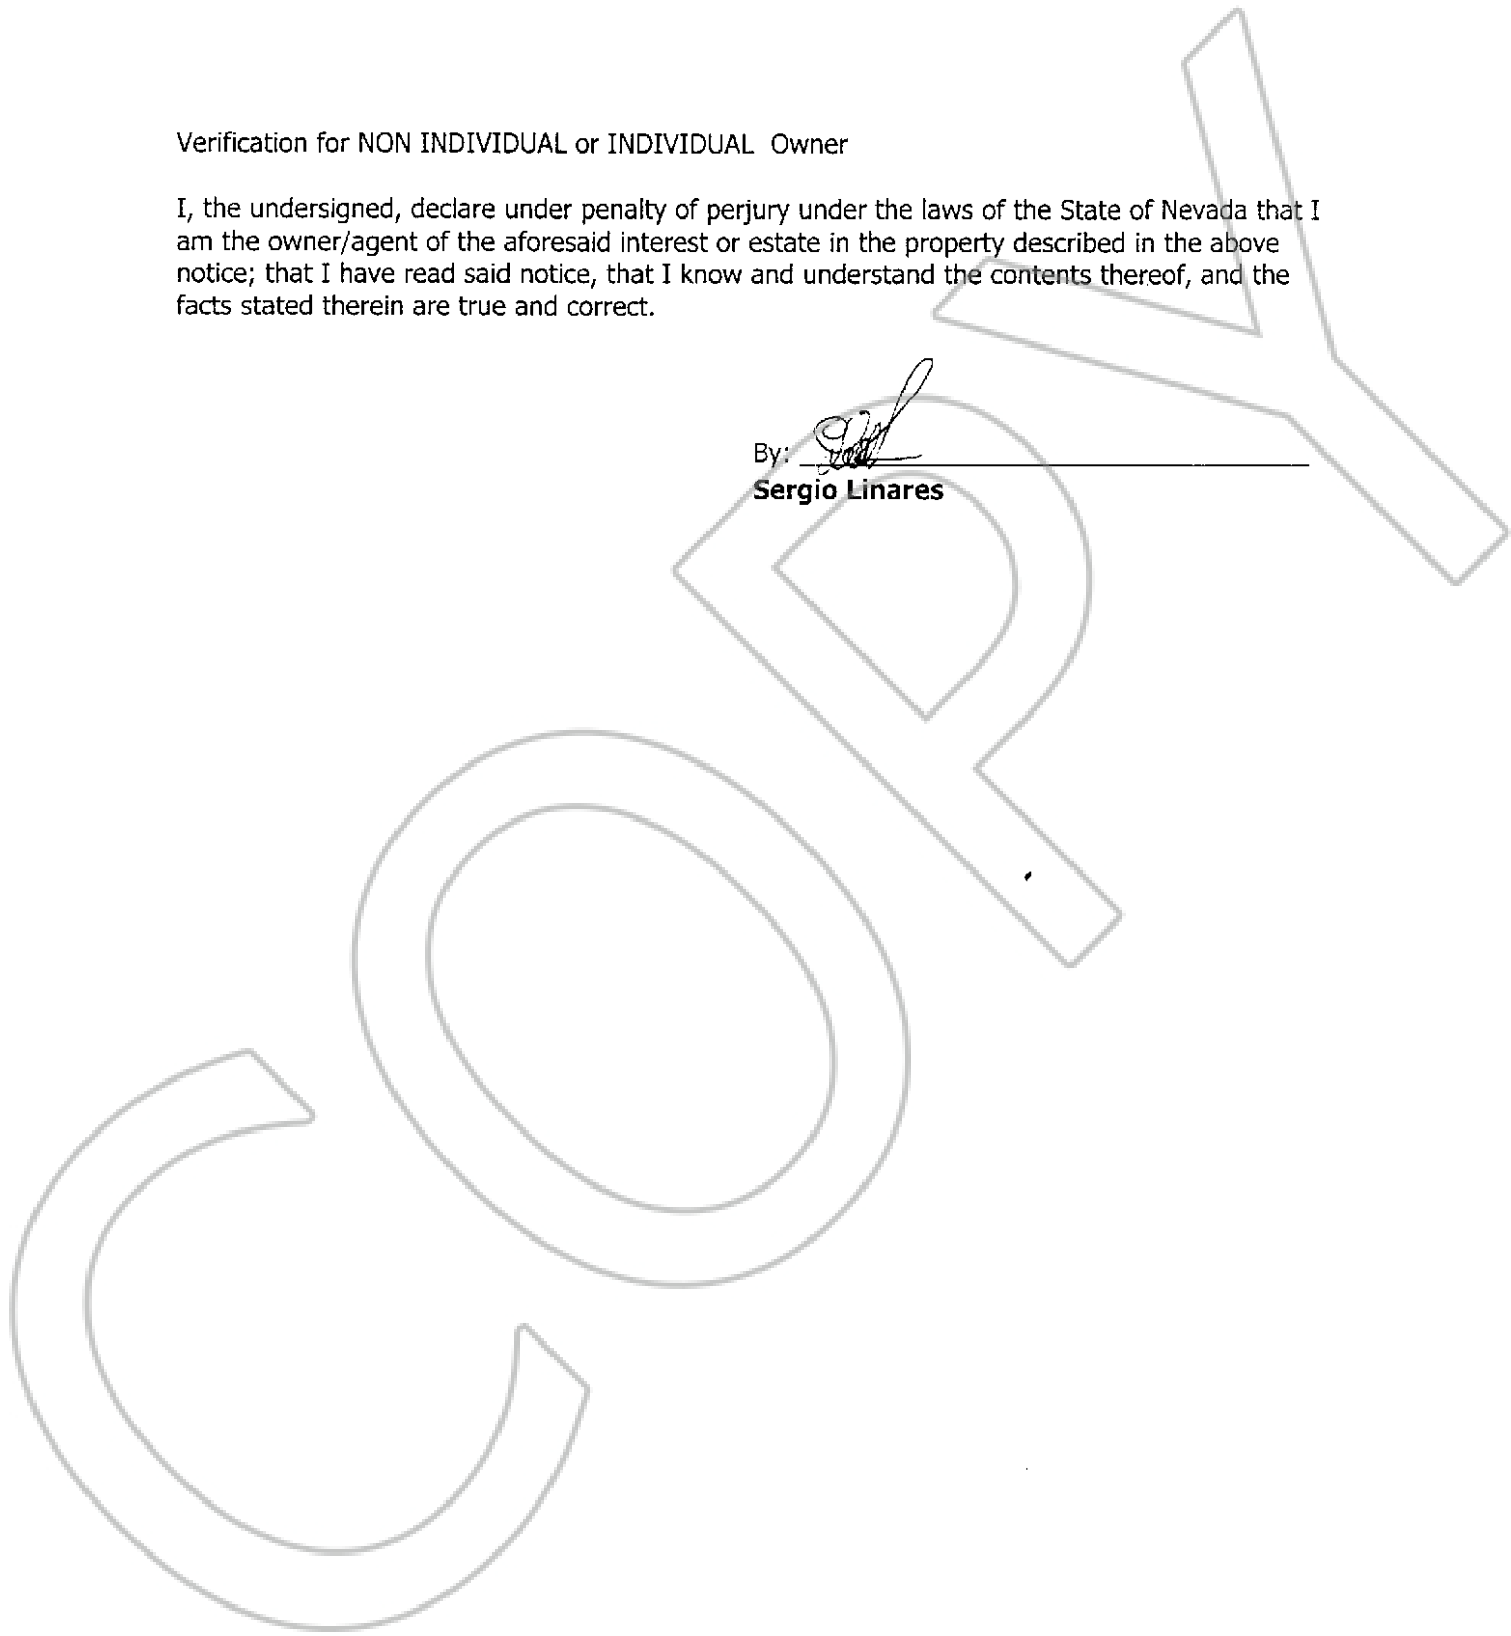 Verification for NON INDIVIDUAL or INDIVIDUAL Owner
I, the undersigned, declare under penalty of perjury under the laws of the State of Nevada that I
am the owner/agent of the aforesaid interest or estate in the property described in the above
notice; that I have read said notice, that I know and understand the contents thereof, and the
facts stated therein are true and correct.
By:
Sergio Linares
COPY